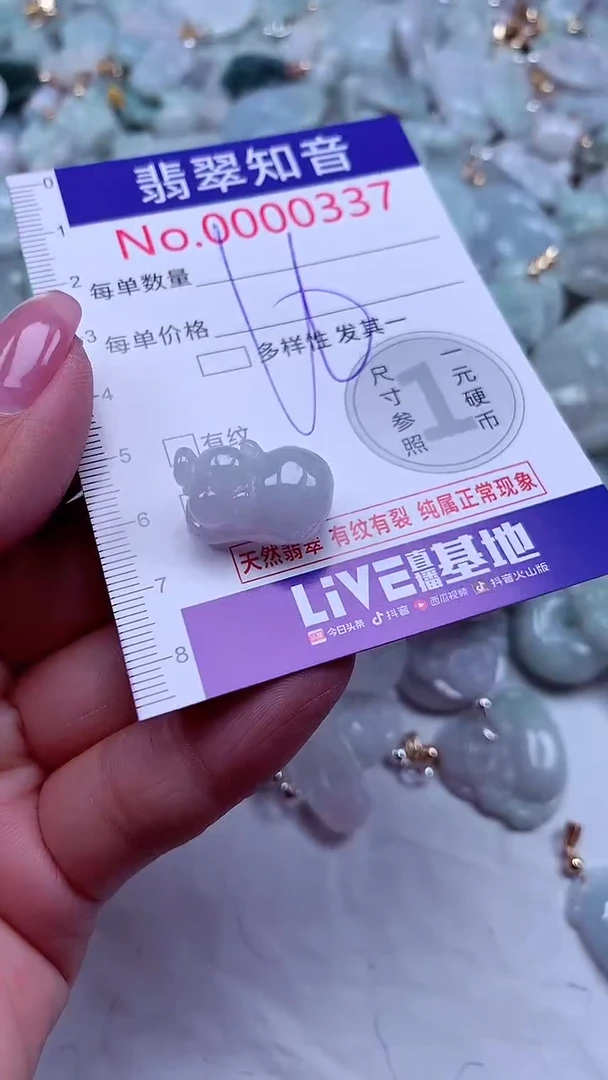 翡翠知音
No.0000337
0
1
2
3
4
5
6
7
8
每单数量
每单价格
多样性 发其一
有纹
1
尺寸参照
一元硬币
天然翡翠 有纹有裂 纯属正常现象
LiVE直播基地
今日头条 抖音 西瓜视频 抖音火山版